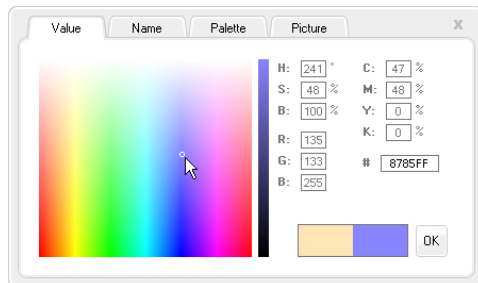 Value Name Palette Picture X
H: 241 ° C: 47 %
S: 48 % M: 48 %
B: 100 % Y: 0 %
K: 0 %
R: 135
G: 133 # 8785FF
B: 255
OK